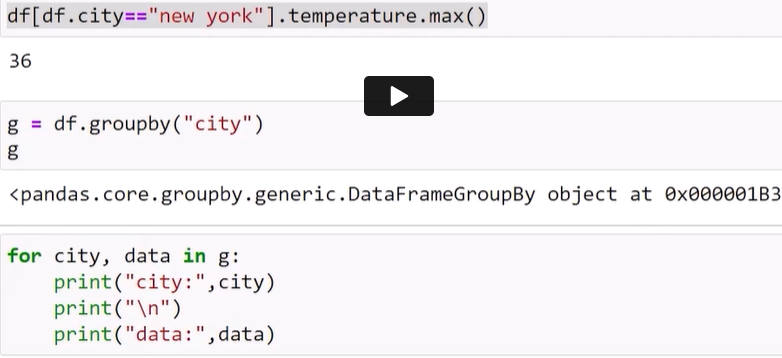 df[df.city=="new york"].temperature.max()
36
g = df.groupby("city")
g
<pandas.core.groupby.generic.DataFrameGroupBy object at 0x000001B3
for city, data in g:
    print("city:",city)
    print("\n")
    print("data:",data)